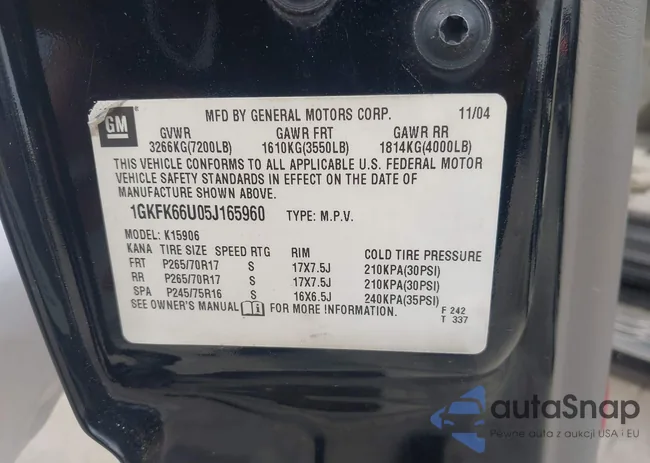 GM
MFD BY GENERAL MOTORS CORP. 11/04
GVWR GAWR FRT GAWR RR
3266KG(7200LB) 1610KG(3550LB) 1814KG(4000LB)
THIS VEHICLE CONFORMS TO ALL APPLICABLE U.S. FEDERAL MOTOR
VEHICLE SAFETY STANDARDS IN EFFECT ON THE DATE OF
MANUFACTURE SHOWN ABOVE.
1GKFK66U05J165960 TYPE: M.P.V.
MODEL: K15906
KANA TIRE SIZE SPEED RTG RIM COLD TIRE PRESSURE
FRT P265/70R17 S 17X7.5J 210KPA(30PSI)
RR P265/70R17 S 17X7.5J 210KPA(30PSI)
SPA P245/75R16 S 16X6.5J 240KPA(35PSI)
SEE OWNER'S MANUAL FOR MORE INFORMATION.
F 242
T 337
autaSnap
Pewne auta z aukcji USA i EU